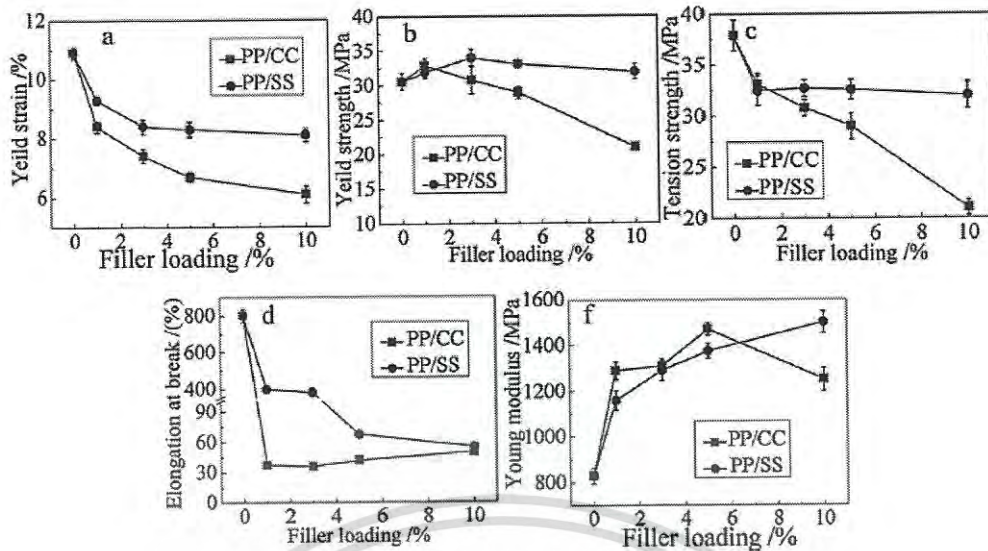 a
PP/CC
PP/SS
Yeild strain /%
12
10
8
6
0 2 4 6 8 10
Filler loading /%
b
PP/CC
PP/SS
Yeild strength /MPa
40
35
30
25
20
15
10
0 2 4 6 8 10
Filler loading /%
c
PP/CC
PP/SS
Tension strength /MPa
40
35
30
25
20
0 2 4 6 8 10
Filler loading /%
d
PP/CC
PP/SS
Elongation at break /(%)
800
600
400
90
60
30
0
0 2 4 6 8 10
Filler loading /%
f
PP/CC
PP/SS
Young modulus /MPa
1600
1400
1200
1000
800
0 2 4 6 8 10
Filler loading /%